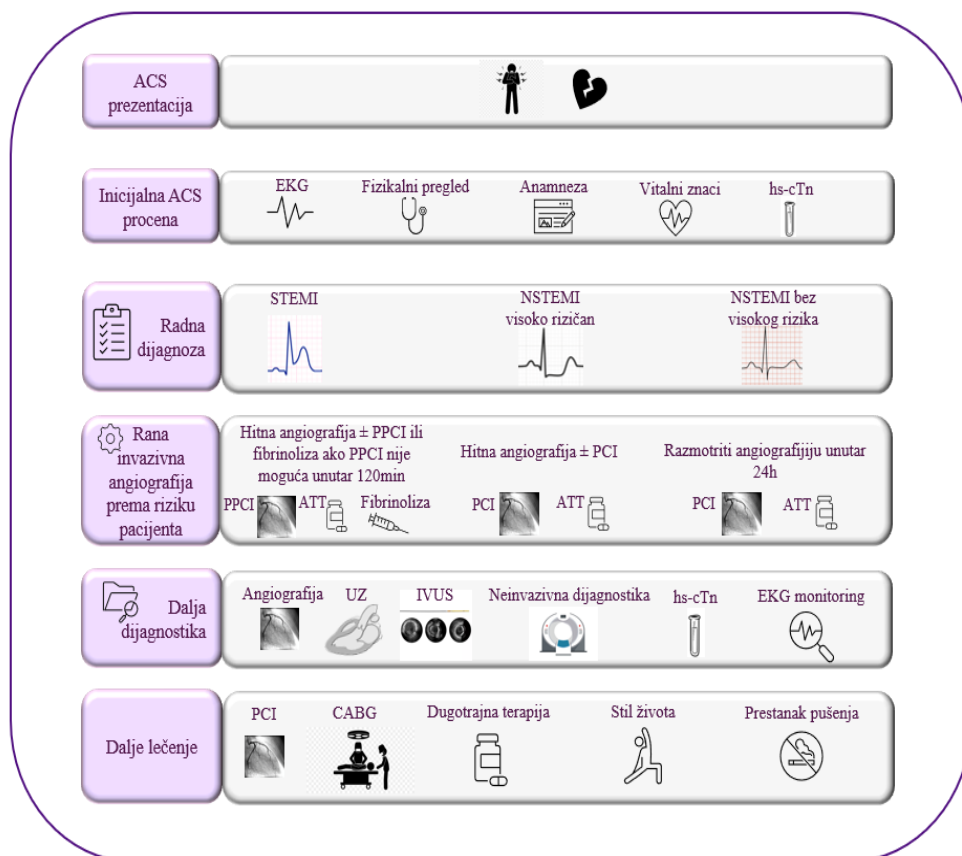 ACS
prezentacija
Inicijalna ACS
procena
EKG
Fizikalni pregled
Anamneza
Vitalni znaci
hs-cTn
Radna
dijagnoza
STEMI
NSTEMI
visoko rizičan
NSTEMI bez
visokog rizika
Rana
invazivna
angiografija
prema riziku
pacijenta
Hitna angiografija ± PPCI ili
fibrinoliza ako PPCI nije
moguća unutar 120min
PPCI
ATT
Fibrinoliza
Hitna angiografija ± PCI
PCI
ATT
Razmotriti angiografijiju unutar
24h
PCI
ATT
Dalja
dijagnostika
Angiografija
UZ
IVUS
Neinvazivna dijagnostika
hs-cTn
EKG monitoring
Dalje lečenje
PCI
CABG
Dugotrajna terapija
Stil života
Prestanak pušenja